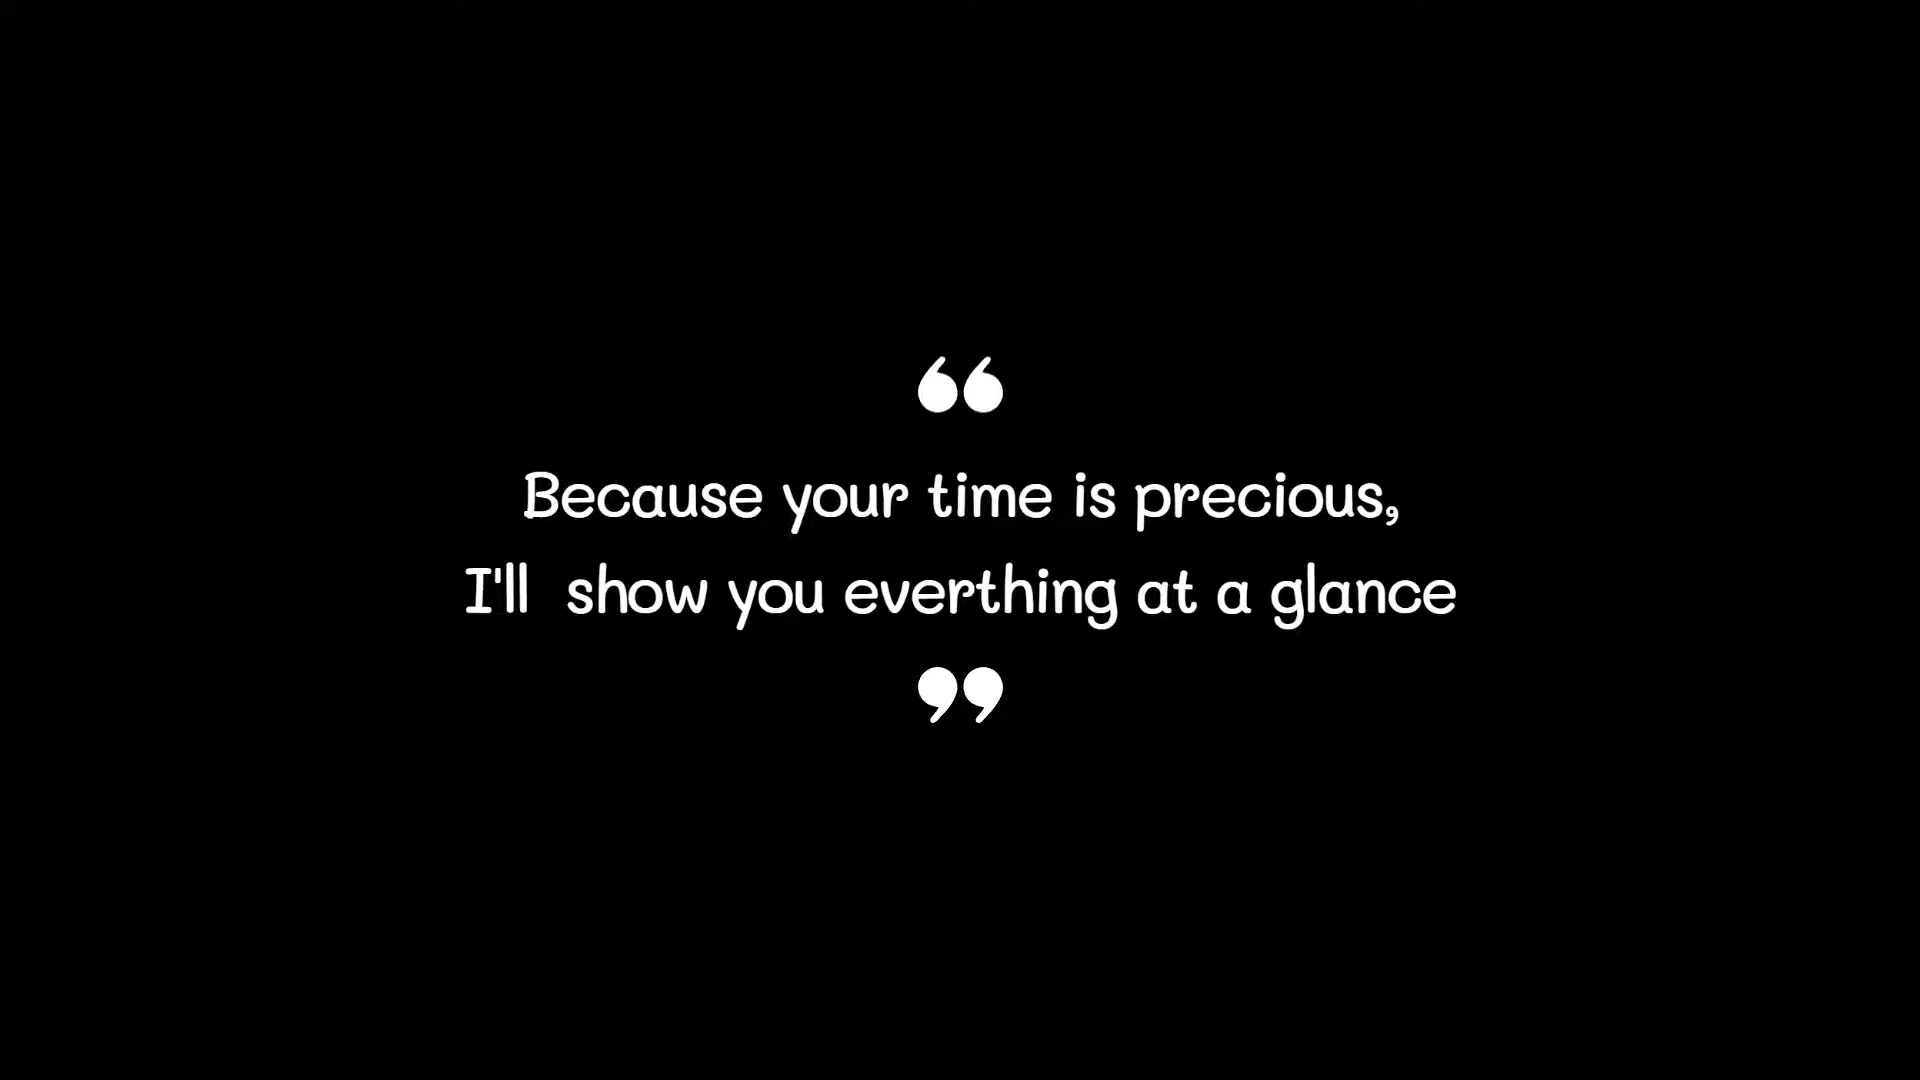 “
Because your time is precious,
I'll  show you everthing at a glance
”